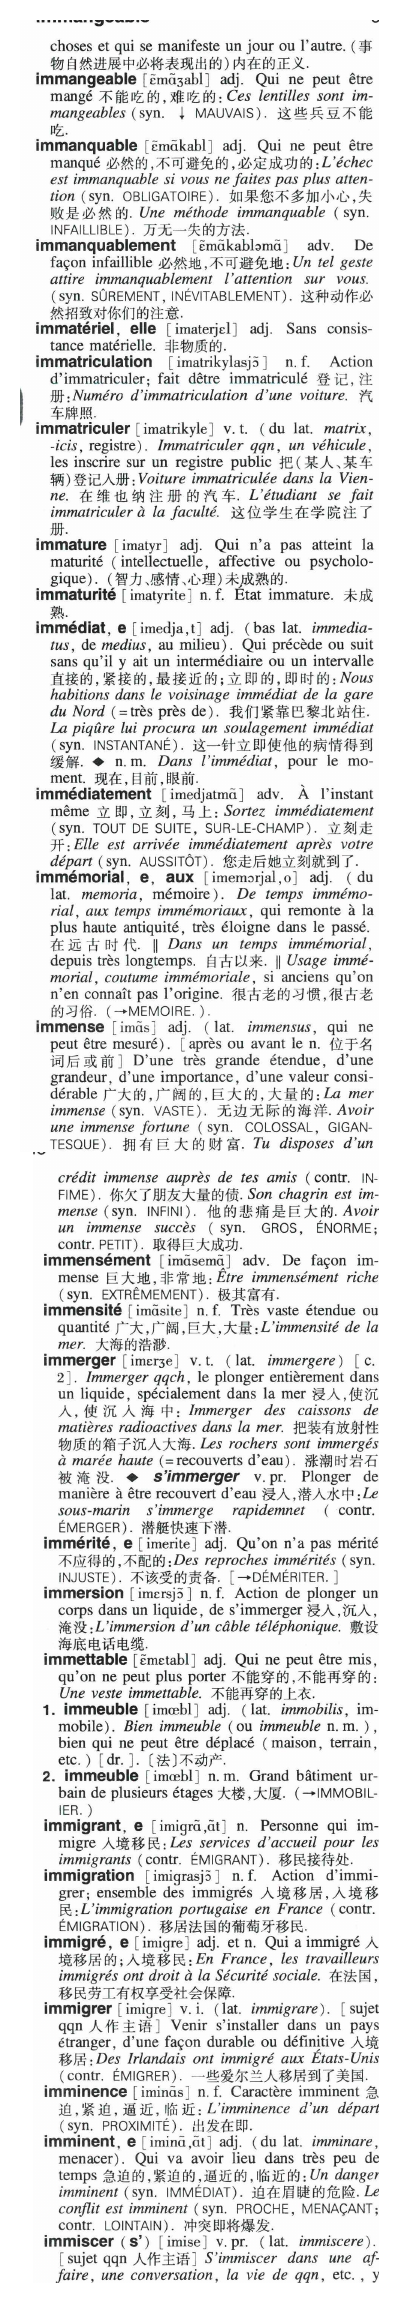 choses et qui se manifeste un jour ou l'autre. (事
物自然进展中必将表现出的)内在的正义.
immangeable [ɛ̃mɑ̃ʒabl] adj. Qui ne peut être
mangé 不能吃的,难吃的: Ces lentilles sont im-
mangeables (syn. ↓ MAUVAIS). 这些兵豆不能
吃.
immanquable [ɛ̃mɑ̃kabl] adj. Qui ne peut être
manqué 必然的,不可避免的,必定成功的: L'échec
est immanquable si vous ne faites pas plus atten-
tion (syn. OBLIGATOIRE). 如果您不多加小心,失
败是必然的. Une méthode immanquable (syn.
INFAILLIBLE). 万无一失的方法.
immanquablement [ɛ̃mɑ̃kabləmɑ̃] adv. De
façon infaillible 必然地,不可避免地: Un tel geste
attire immanquablement l'attention sur vous.
(syn. SÛREMENT, INÉVITABLEMENT). 这种动作必
然招致对你们的注意.
immatériel, elle [imaterjɛl] adj. Sans consis-
tance matérielle. 非物质的.
immatriculation [imatrikylasjɔ̃] n. f. Action
d'immatriculer; fait dêtre immatriculé 登记,注
册: Numéro d'immatriculation d'une voiture. 汽
车牌照.
immatriculer [imatrikyle] v. t. (du lat. matrix,
-icis, registre). Immatriculer qqn, un véhicule,
les inscrire sur un registre public 把(某人、某车
辆)登记入册: Voiture immatriculée dans la Vien-
ne. 在维也纳注册的汽车. L'étudiant se fait
immatriculer à la faculté. 这位学生在学院注了
册.
immature [imatyr] adj. Qui n'a pas atteint la
maturité (intellectuelle, affective ou psycholo-
gique). (智力、感情、心理)未成熟的.
immaturité [imatyrite] n. f. État immature. 未成
熟.
immédiat, e [imedja,t] adj. (bas lat. immedia-
tus, de medius, au milieu). Qui précède ou suit
sans qu'il y ait un intermédiaire ou un intervalle
直接的,紧接的,最接近的;立即的,即时的: Nous
habitions dans le voisinage immédiat de la gare
du Nord (=très près de). 我们紧靠巴黎北站住.
La piqûre lui procura un soulagement immédiat
(syn. INSTANTANÉ). 这一针立即使他的病情得到
缓解. ◆ n. m. Dans l'immédiat, pour le mo-
ment. 现在,目前,眼前.
immédiatement [imedjatmɑ̃] adv. À l'instant
même 立即,立刻,马上: Sortez immédiatement
(syn. TOUT DE SUITE, SUR-LE-CHAMP). 立刻走
开: Elle est arrivée immédiatement après votre
départ (syn. AUSSITÔT). 您走后她立刻就到了.
immémorial, e, aux [imemɔrjal,o] adj. (du
lat. memoria, mémoire). De temps immémo-
rial, aux temps immémoriaux, qui remonte à la
plus haute antiquité, très éloigne dans le passé.
在远古时代. ‖ Dans un temps immémorial,
depuis très longtemps. 自古以来. ‖ Usage immé-
morial, coutume immémoriale, si anciens qu'on
n'en connaît pas l'origine. 很古老的习惯,很古老
的习俗. (→MEMOIRE.).
immense [imɑ̃s] adj. (lat. immensus, qui ne
peut être mesuré). [après ou avant le n. 位于名
词后或前] D'une très grande étendue, d'une
grandeur, d'une importance, d'une valeur consi-
dérable 广大的,广阔的,巨大的,大量的: La mer
immense (syn. VASTE). 无边无际的海洋. Avoir
une immense fortune (syn. COLOSSAL, GIGAN-
TESQUE). 拥有巨大的财富. Tu disposes d'un
crédit immense auprès de tes amis (contr. IN-
FIME). 你欠了朋友大量的债. Son chagrin est im-
mense (syn. INFINI). 他的悲痛是巨大的. Avoir
un immense succès (syn. GROS, ÉNORME;
contr. PETIT). 取得巨大成功.
immensément [imɑ̃semɑ̃] adv. De façon im-
mense 巨大地,非常地: Être immensément riche
(syn. EXTRÊMEMENT). 极其富有.
immensité [imɑ̃site] n. f. Très vaste étendue ou
quantité 广大,广阔,巨大,大量: L'immensité de la
mer. 大海的浩渺.
immerger [imɛrʒe] v. t. (lat. immergere) [c.
2]. Immerger qqch, le plonger entièrement dans
un liquide, spécialement dans la mer 浸入,使沉
入,使沉入海中: Immerger des caissons de
matières radioactives dans la mer. 把装有放射性
物质的箱子沉入大海. Les rochers sont immergés
à marée haute (=recouverts d'eau). 涨潮时岩石
被淹没. ◆ s'immerger v. pr. Plonger de
manière à être recouvert d'eau 浸入,潜入水中: Le
sous-marin s'immerge rapidemnet (contr.
ÉMERGER). 潜艇快速下潜.
immérité, e [imerite] adj. Qu'on n'a pas mérité
不应得的,不配的: Des reproches immérités (syn.
INJUSTE). 不该受的责备. [→DÉMÉRITER.]
immersion [imɛrsjɔ̃] n. f. Action de plonger un
corps dans un liquide, de s'immerger 浸入,沉入,
淹没: L'immersion d'un câble téléphonique. 敷设
海底电话电缆.
immettable [ɛ̃mɛtabl] adj. Qui ne peut être mis,
qu'on ne peut plus porter 不能穿的,不能再穿的:
Une veste immettable. 不能再穿的上衣.
1. immeuble [imœbl] adj. (lat. immobilis, im-
mobile). Bien immeuble (ou immeuble n. m.),
bien qui ne peut être déplacé (maison, terrain,
etc.) [dr.]. 〔法〕不动产.
2. immeuble [imœbl] n. m. Grand bâtiment ur-
bain de plusieurs étages 大楼,大厦. (→IMMOBIL-
IER.)
immigrant, e [imigrɑ̃,ɑ̃t] n. Personne qui im-
migre 入境移民: Les services d'accueil pour les
immigrants (contr. ÉMIGRANT). 移民接待处.
immigration [imigrasjɔ̃] n. f. Action d'immi-
grer; ensemble des immigrés 入境移居,入境移
民: L'immigration portugaise en France (contr.
ÉMIGRATION). 移居法国的葡萄牙移民.
immigré, e [imigre] adj. et n. Qui a immigré 入
境移居的;入境移民: En France, les travailleurs
immigrés ont droit à la Sécurité sociale. 在法国,
移民劳工有权享受社会保障.
immigrer [imigre] v. i. (lat. immigrare). [sujet
qqn 人作主语] Venir s'installer dans un pays
étranger, d'une façon durable ou définitive 入境
移居: Des Irlandais ont immigré aux États-Unis
(contr. ÉMIGRER). 一些爱尔兰人移居到了美国.
imminence [iminɑ̃s] n. f. Caractère imminent 急
迫,紧迫,逼近,临近: L'imminence d'un départ
(syn. PROXIMITÉ). 出发在即.
imminent, e [iminɑ̃,ɑ̃t] adj. (du lat. imminare,
menacer). Qui va avoir lieu dans très peu de
temps 急迫的,紧迫的,逼近的,临近的: Un danger
imminent (syn. IMMÉDIAT). 迫在眉睫的危险. Le
conflit est imminent (syn. PROCHE, MENAÇANT;
contr. LOINTAIN). 冲突即将爆发.
immiscer (s') [imise] v. pr. (lat. immiscere).
[sujet qqn 人作主语] S'immiscer dans une af-
faire, une conversation, la vie de qqn, etc., y